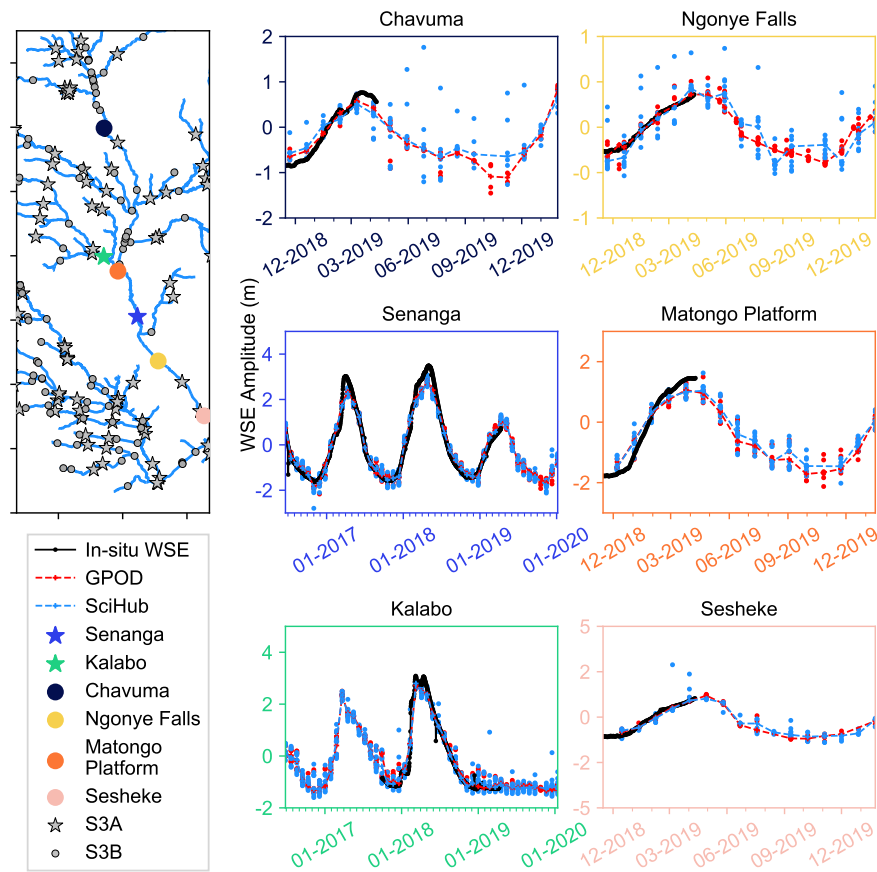 Chavuma
2
1
0
-1
-2
12-2018
03-2019
06-2019
09-2019
12-2019
Ngonye Falls
1
0
0
-0
-1
12-2018
03-2019
06-2019
09-2019
12-2019
WSE Amplitude (m)
Senanga
4
2
0
-2
01-2017
01-2018
01-2019
01-2020
Matongo Platform
2
0
-2
12-2018
03-2019
06-2019
09-2019
12-2019
Kalabo
4
2
0
-2
01-2017
01-2018
01-2019
01-2020
Sesheke
5
2
0
-2
-5
12-2018
03-2019
06-2019
09-2019
12-2019
In-situ WSE
GPOD
SciHub
Senanga
Kalabo
Chavuma
Ngonye Falls
Matongo
Platform
Sesheke
S3A
S3B